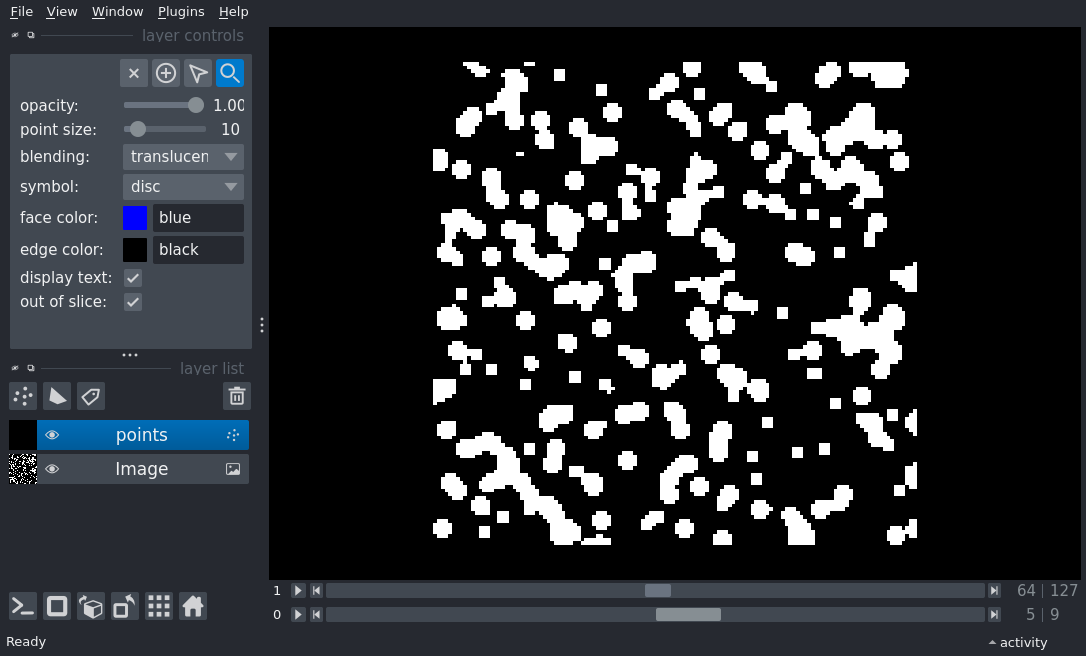 File View Window Plugins Help
layer controls
opacity: 1.00
point size: 10
blending: translucen
symbol: disc
face color: blue
edge color: black
display text:
out of slice:
layer list
points
Image
1 64 127
0 5 9
Ready activity